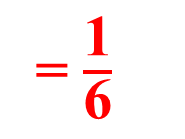 = 1/6